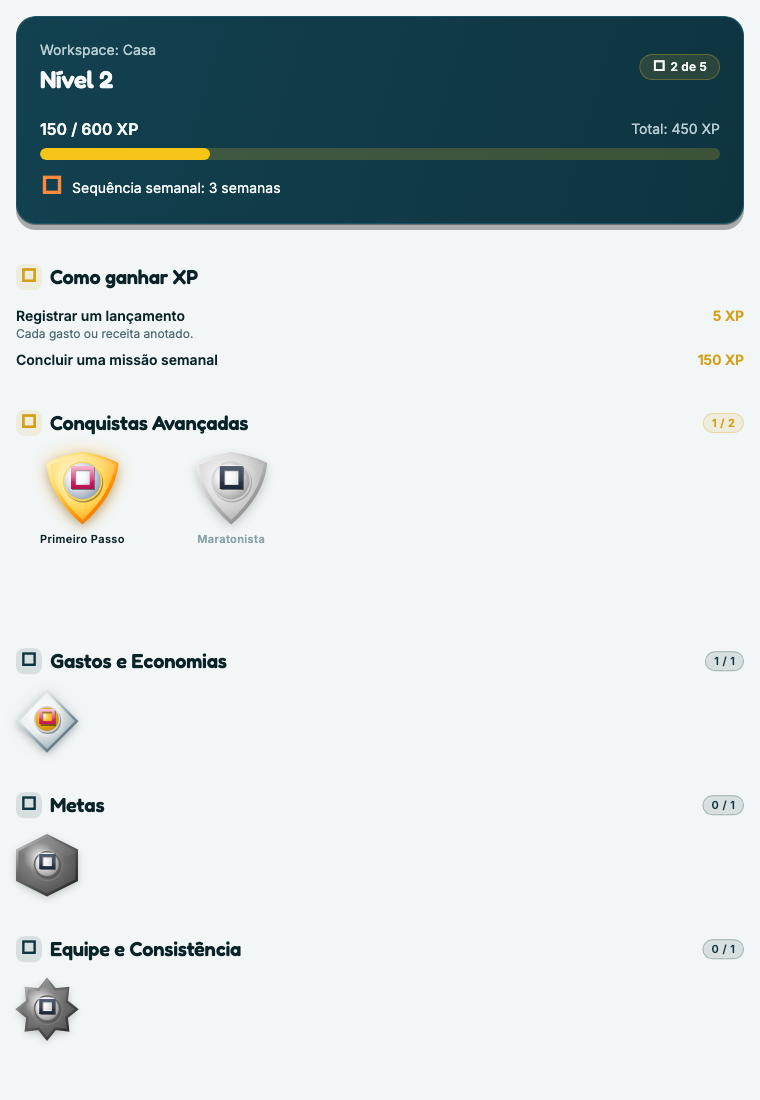 Workspace: Casa
Nível 2
2 de 5
150 / 600 XP
Total: 450 XP
Sequência semanal: 3 semanas
Como ganhar XP
Registrar um lançamento
5 XP
Cada gasto ou receita anotado.
Concluir uma missão semanal
150 XP
Conquistas Avançadas
1 / 2
Primeiro Passo
Maratonista
Gastos e Economias
1 / 1
Metas
0 / 1
Equipe e Consistência
0 / 1